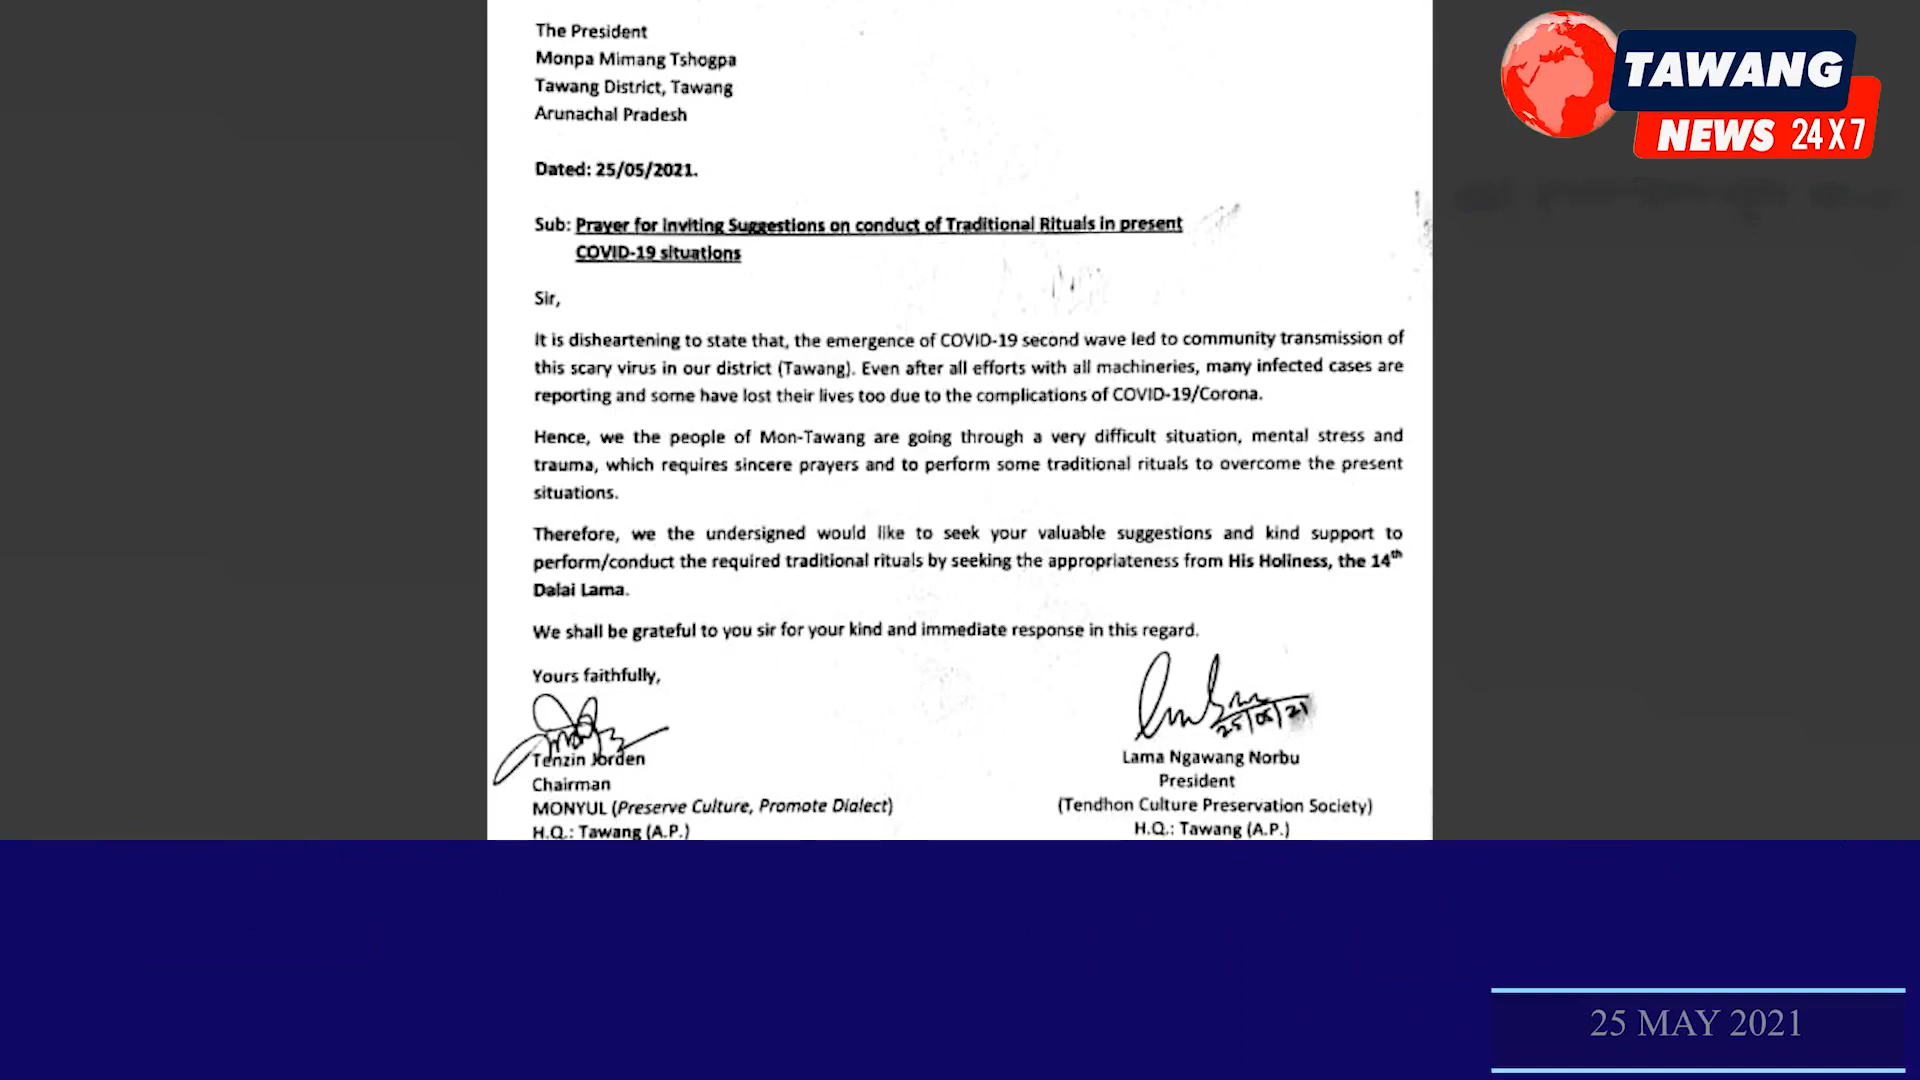 The President
Monpa Mimang Tshogpa
Tawang District, Tawang
Arunachal Pradesh
Dated: 25/05/2021.
Sub: Prayer for Inviting Suggestions on conduct of Traditional Rituals in present
COVID-19 situations
Sir,
It is disheartening to state that, the emergence of COVID-19 second wave led to community transmission of
this scary virus in our district (Tawang). Even after all efforts with all machineries, many infected cases are
reporting and some have lost their lives too due to the complications of COVID-19/Corona.
Hence, we the people of Mon-Tawang are going through a very difficult situation, mental stress and
trauma, which requires sincere prayers and to perform some traditional rituals to overcome the present
situations.
Therefore, we the undersigned would like to seek your valuable suggestions and kind support to
perform/conduct the required traditional rituals by seeking the appropriateness from His Holiness, the 14th
Dalai Lama.
We shall be grateful to you sir for your kind and immediate response in this regard.
Yours faithfully,
Tenzin Jorden
Chairman
MONYUL (Preserve Culture, Promote Dialect)
H.Q.: Tawang (A.P.)
25/05/21
Lama Ngawang Norbu
President
(Tendhon Culture Preservation Society)
H.Q.: Tawang (A.P.)
TAWANG
NEWS 24X7
25 MAY 2021